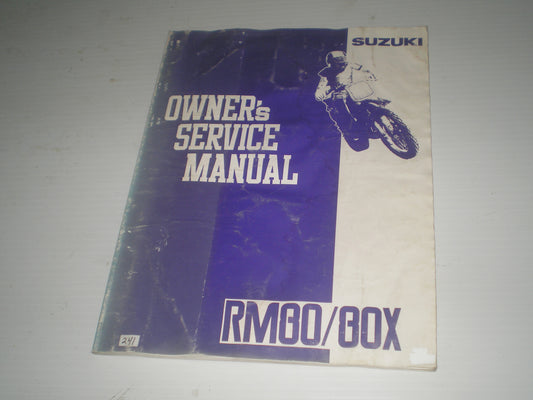 SUZUKI
OWNER's
SERVICE
MANUAL
RM80/80X
241